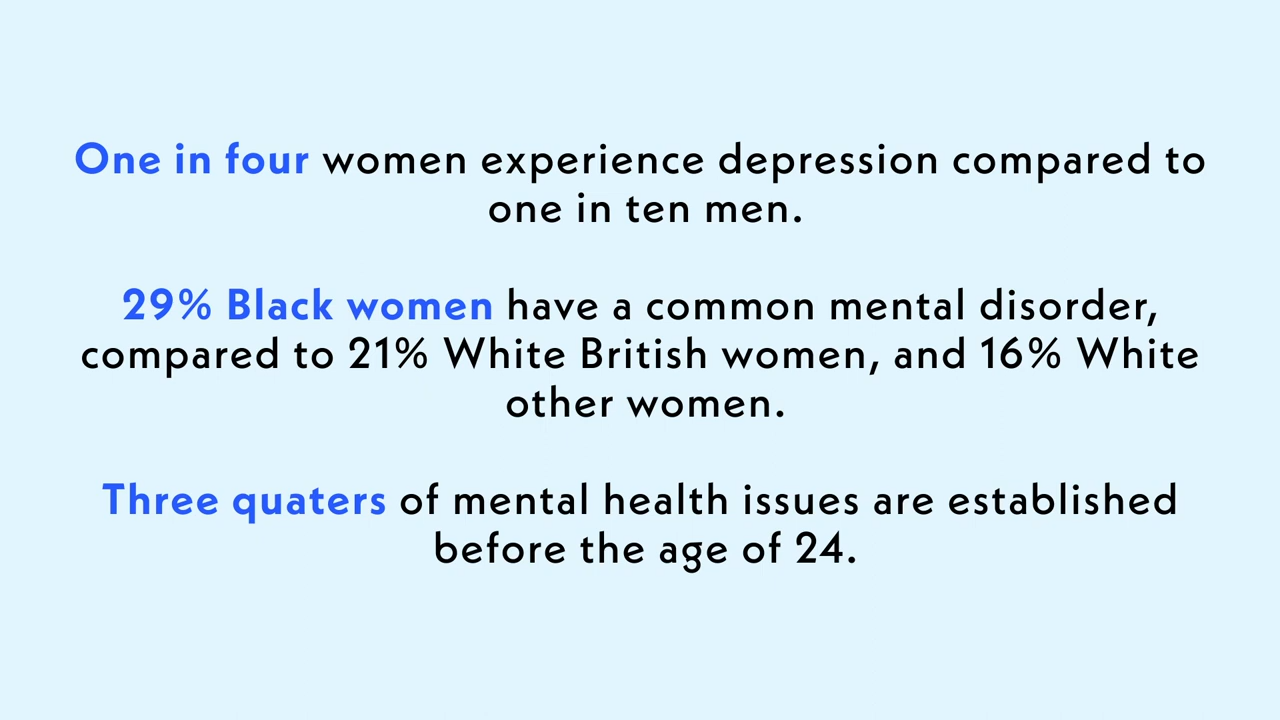 One in four women experience depression compared to
one in ten men.
29% Black women have a common mental disorder,
compared to 21% White British women, and 16% White
other women.
Three quaters of mental health issues are established
before the age of 24.